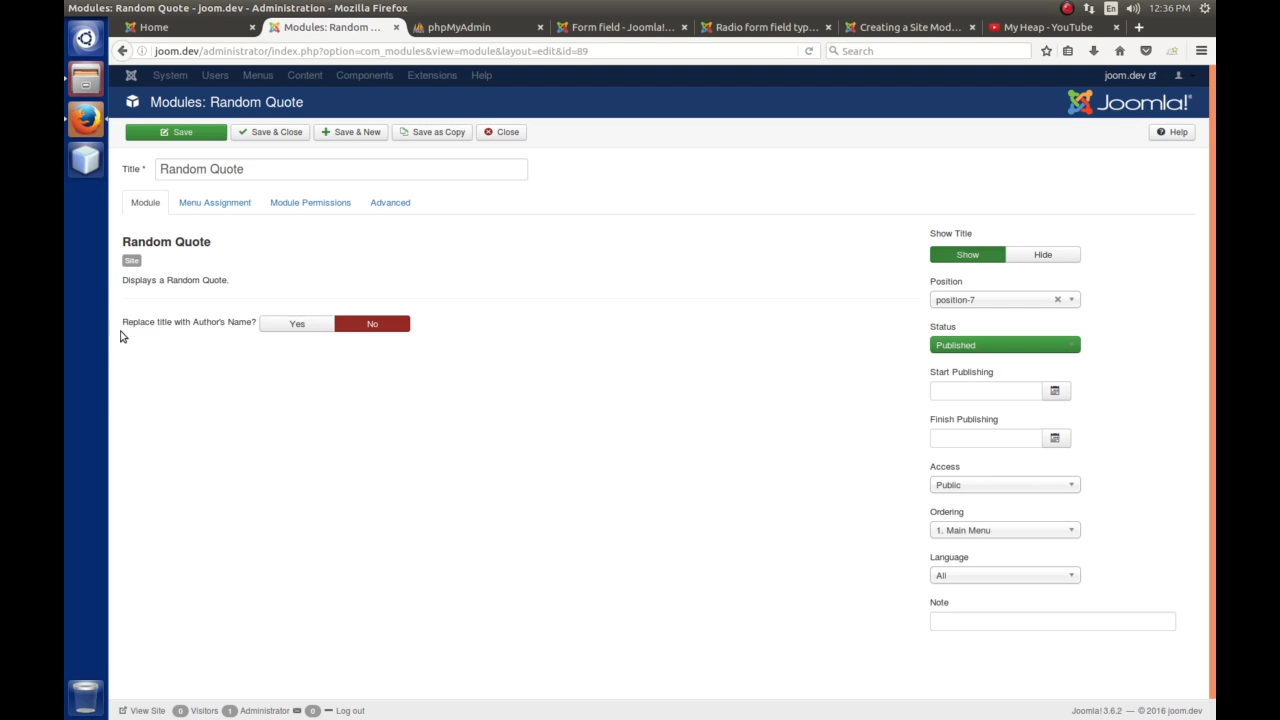 Modules: Random Quote - joom.dev - Administration - Mozilla Firefox
En
12:36 PM
Home
Modules: Random ...
phpMyAdmin
Form field - Joomla!...
Radio form field typ...
Creating a Site Mod...
My Heap - YouTube
joom.dev/administrator/index.php?option=com_modules&view=module&layout=edit&id=89
Search
System Users Menus Content Components Extensions Help
joom.dev
Modules: Random Quote
Joomla!®
Save
Save & Close
Save & New
Save as Copy
Close
Help
Title *
Random Quote
Module
Menu Assignment
Module Permissions
Advanced
Random Quote
Site
Displays a Random Quote.
Replace title with Author's Name?
Yes
No
Show Title
Show
Hide
Position
position-7
Status
Published
Start Publishing
Finish Publishing
Access
Public
Ordering
1. Main Menu
Language
All
Note
View Site 0 Visitors 1 Administrator 0 Log out
Joomla! 3.6.2 — © 2016 joom.dev